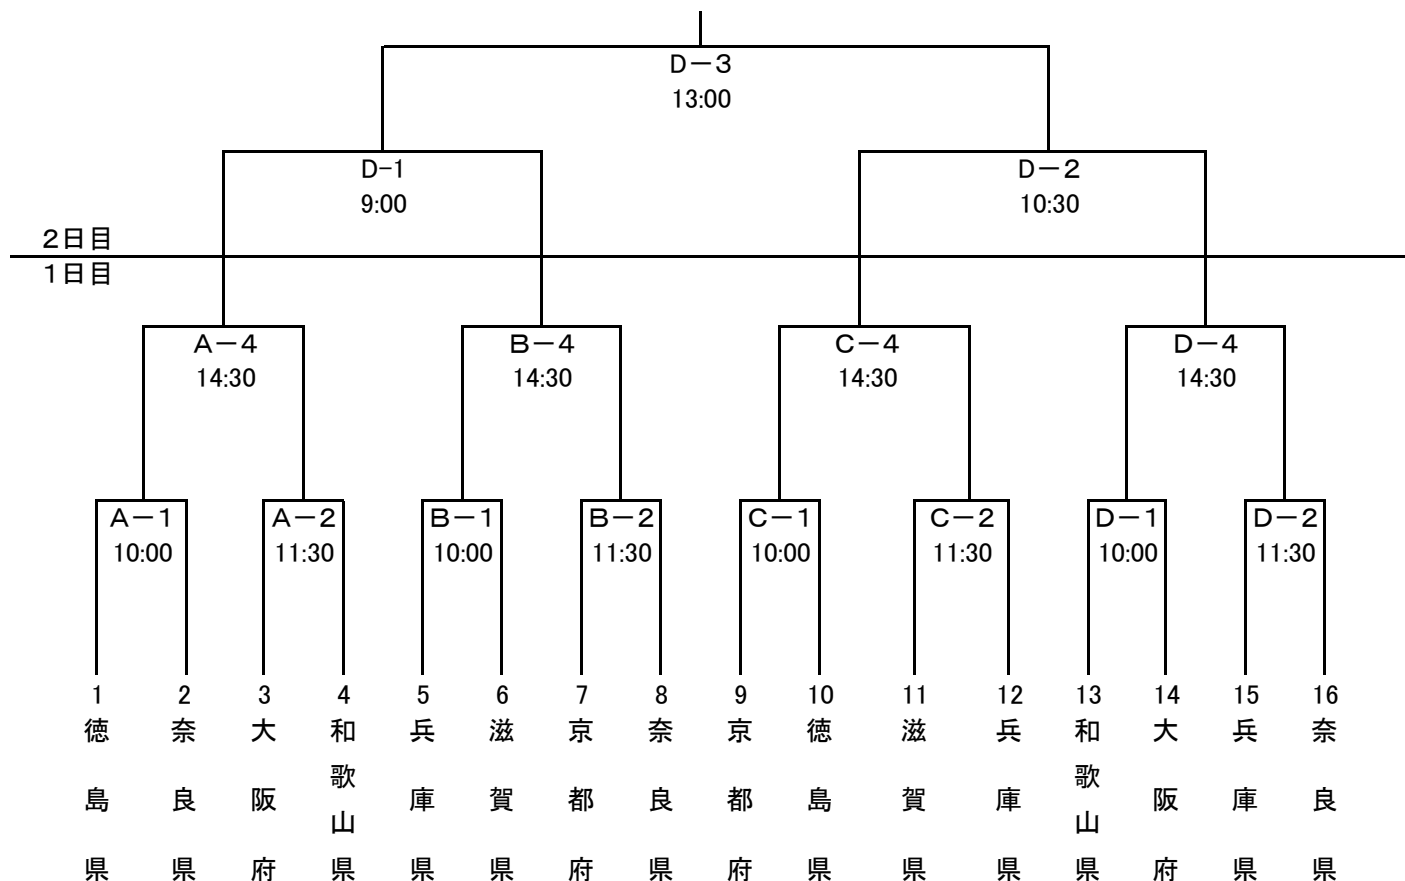 D－3
13:00
D-1
D－2
9:00
10:30
２日目
１日目
A－4
B－4
C－4
D－4
14:30
14:30
14:30
14:30
A－1
A－2
B－1
B－2
C－1
C－2
D－1
D－2
10:00
11:30
10:00
11:30
10:00
11:30
10:00
11:30
1
2
3
4
5
6
7
8
9
10
11
12
13
14
15
16
徳島県
奈良県
大阪府
和歌山県
兵庫県
滋賀県
京都府
奈良県
京都府
徳島県
滋賀県
兵庫県
和歌山県
大阪府
兵庫県
奈良県